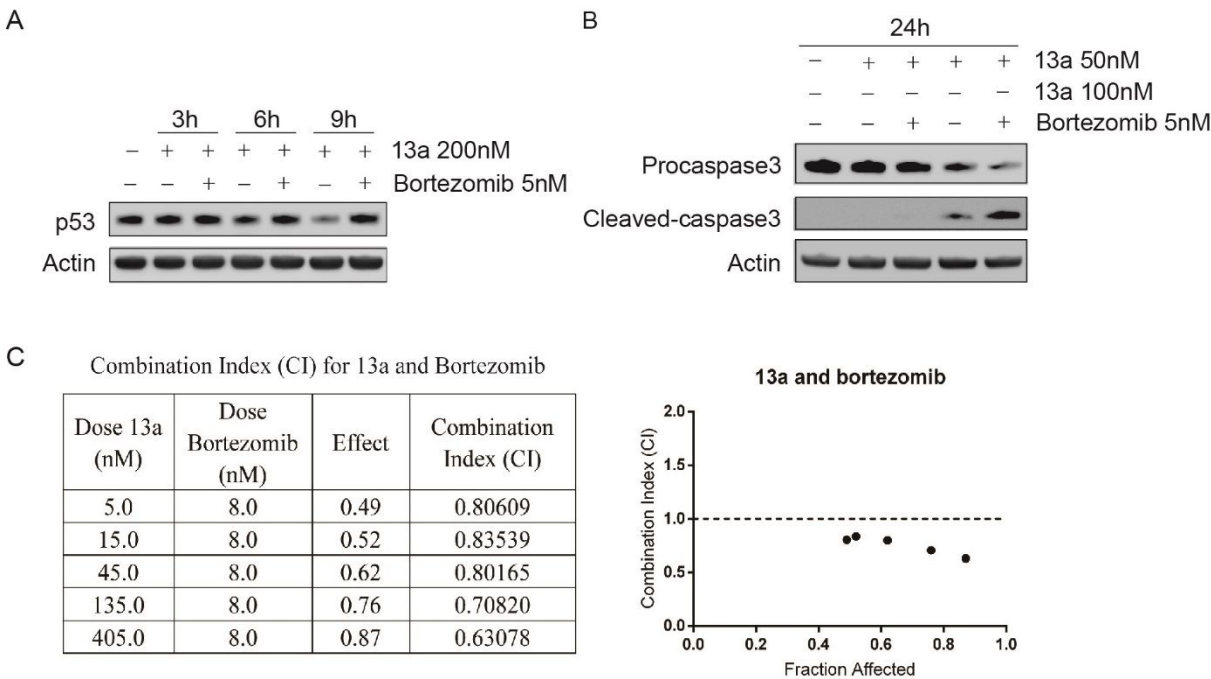 A
3h 6h 9h
– + + + + + + 13a 200nM
– – + – + – + Bortezomib 5nM
p53
Actin
B
24h
– + + + + 13a 50nM
– – – – – 13a 100nM
– – + – + Bortezomib 5nM
Procaspase3
Cleaved-caspase3
Actin
C
Combination Index (CI) for 13a and Bortezomib
Dose 13a (nM) Dose Bortezomib (nM) Effect Combination Index (CI)
5.0 8.0 0.49 0.80609
15.0 8.0 0.52 0.83539
45.0 8.0 0.62 0.80165
135.0 8.0 0.76 0.70820
405.0 8.0 0.87 0.63078
13a and bortezomib
Combination Index (CI)
2.0
1.5
1.0
0.5
0.0
0.0 0.2 0.4 0.6 0.8 1.0
Fraction Affected